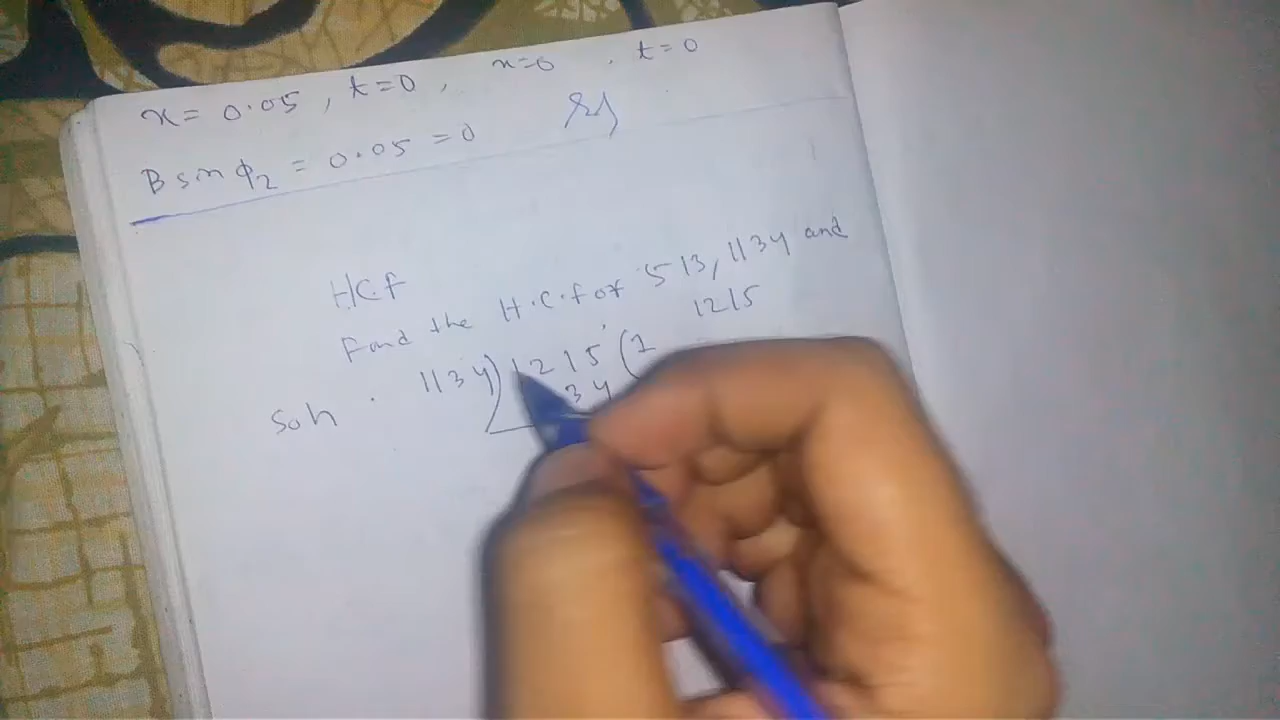 x = 0.05, t=0, x=0, t=0
B sin ϕ2 = 0.05 = 0
HCF
Find the H.C.f of 513, 1134 and
1215
1134) 1215 (1
Soln. 34